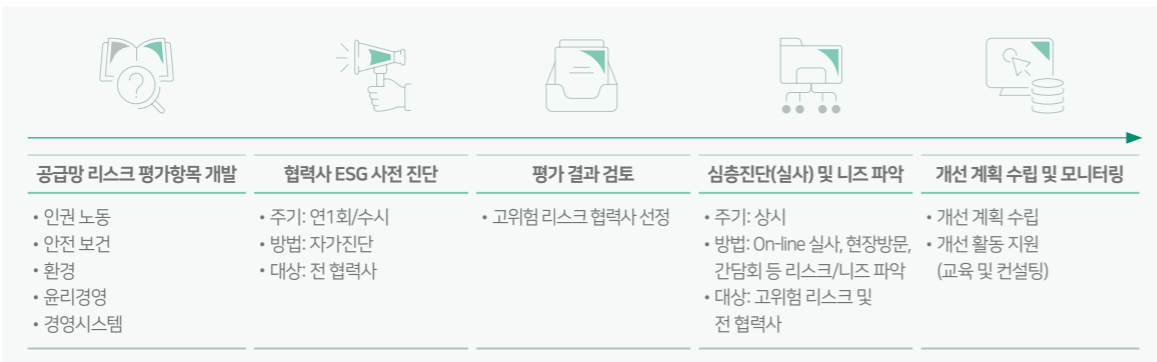 공급망 리스크 평가항목 개발
• 인권 노동
• 안전 보건
• 환경
• 윤리경영
• 경영시스템
협력사 ESG 사전 진단
• 주기: 연1회/수시
• 방법: 자가진단
• 대상: 전 협력사
평가 결과 검토
• 고위험 리스크 협력사 선정
심층진단(실사) 및 니즈 파악
• 주기: 상시
• 방법: On-line 실사, 현장방문,
간담회 등 리스크/니즈 파악
• 대상: 고위험 리스크 및
전 협력사
개선 계획 수립 및 모니터링
• 개선 계획 수립
• 개선 활동 지원
(교육 및 컨설팅)